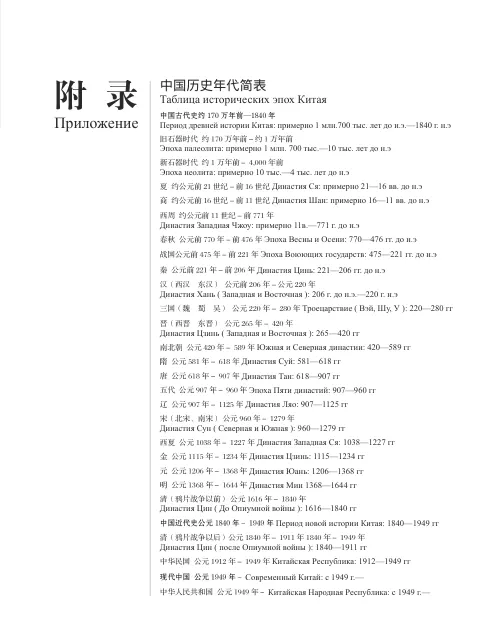 附 录
Приложение
中国历史年代简表
Таблица исторических эпох Китая
中国古代史约 170 万年前—1840 年
Период древней истории Китая: примерно 1 млн.700 тыс. лет до н.э.—1840 г. н.э
旧石器时代 约 170 万年前 – 约 1 万年前
Эпоха палеолита: примерно 1 млн. 700 тыс.—10 тыс. лет до н.э
新石器时代 约 1 万年前 – 4,000 年前
Эпоха неолита: примерно 10 тыс.—4 тыс. лет до н.э
夏 约公元前 21 世纪 – 前 16 世纪 Династия Ся: примерно 21—16 вв. до н.э
商 约公元前 16 世纪 – 前 11 世纪 Династия Шан: примерно 16—11 вв. до н.э
西周 约公元前 11 世纪 – 前 771 年
Династия Западная Чжоу: примерно 11в.—771 г. до н.э
春秋 公元前 770 年 – 前 476 年 Эпоха Весны и Осени: 770—476 гг. до н.э
战国公元前 475 年 – 前 221 年 Эпоха Воюющих государств: 475—221 гг. до н.э
秦 公元前 221 年 – 前 206 年 Династия Цинь: 221—206 гг. до н.э
汉（西汉 东汉） 公元前 206 年 – 公元 220 年
Династия Хань ( Западная и Восточная ): 206 г. до н.э.—220 г. н.э
三国（魏 蜀 吴） 公元 220 年 – 280 年 Троецарствие ( Вэй, Шу, У ): 220—280 гг
晋（西晋 东晋） 公元 265 年 – 420 年
Династия Цзинь ( Западная и Восточная ): 265—420 гг
南北朝 公元 420 年 – 589 年 Южная и Северная династии: 420—589 гг
隋 公元 581 年 – 618 年 Династия Суй: 581—618 гг
唐 公元 618 年 – 907 年 Династия Тан: 618—907 гг
五代 公元 907 年 – 960 年 Эпоха Пяти династий: 907—960 гг
辽 公元 907 年 – 1125 年 Династия Ляо: 907—1125 гг
宋（北宋、南宋） 公元 960 年 – 1279 年
Династия Сун ( Северная и Южная ): 960—1279 гг
西夏 公元 1038 年 – 1227 年 Династия Западная Ся: 1038—1227 гг
金 公元 1115 年 – 1234 年 Династия Цзинь: 1115—1234 гг
元 公元 1206 年 – 1368 年 Династия Юань: 1206—1368 гг
明 公元 1368 年 – 1644 年 Династия Мин 1368—1644 гг
清（鸦片战争以前） 公元 1616 年 – 1840 年
Династия Цин ( До Опиумной войны ): 1616—1840 гг
中国近代史公元 1840 年 – 1949 年 Период новой истории Китая: 1840—1949 гг
清（鸦片战争以后）公元 1840 年 – 1911 年 1840 年 – 1949 年
Династия Цин ( после Опиумной войны ): 1840—1911 гг
中华民国 公元 1912 年 – 1949 年 Китайская Республика: 1912—1949 гг
现代中国 公元 1949 年 – Современный Китай: с 1949 г.—
中华人民共和国 公元 1949 年 – Китайская Народная Республика: с 1949 г.—